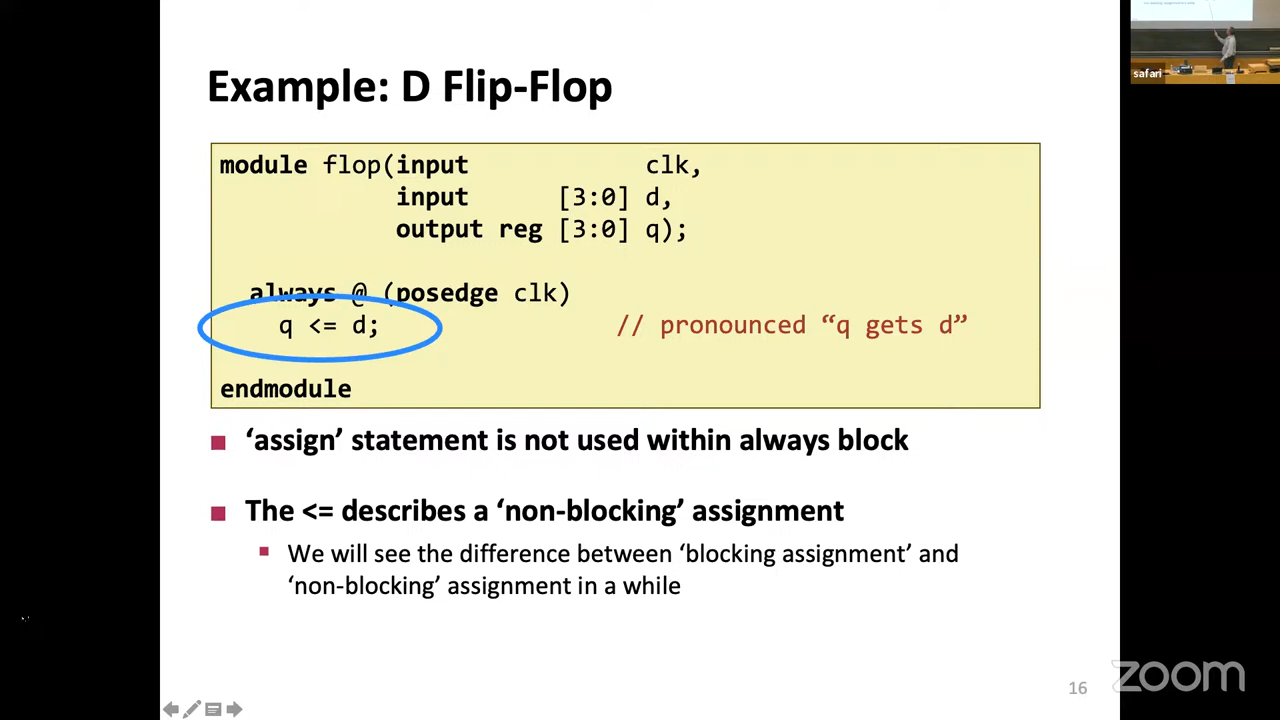 Example: D Flip-Flop
module flop(input clk,
input [3:0] d,
output reg [3:0] q);
always @ (posedge clk)
q <= d; // pronounced “q gets d”
endmodule
‘assign’ statement is not used within always block
The <= describes a ‘non-blocking’ assignment
We will see the difference between ‘blocking assignment’ and
‘non-blocking’ assignment in a while
16
safari
zoom